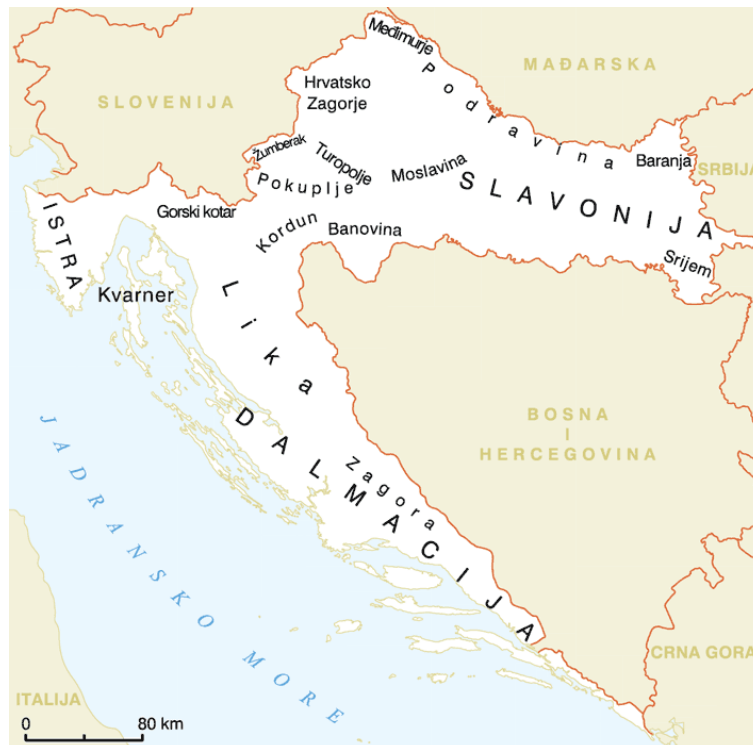 Međimurje
MAĐARSKA
Podravina
Hrvatsko
Zagorje
SLOVENIJA
Žumberak
Turopolje
Moslavina
Baranja
SRBIJA
Pokuplje
SLAVONIJA
ISTRA
Gorski kotar
Kordun
Banovina
Srijem
Kvarner
Lika
DALMACIJA
Zagora
BOSNA
I
HERCEGOVINA
JADRANSKO MORE
CRNA GORA
ITALIJA
0 80 km